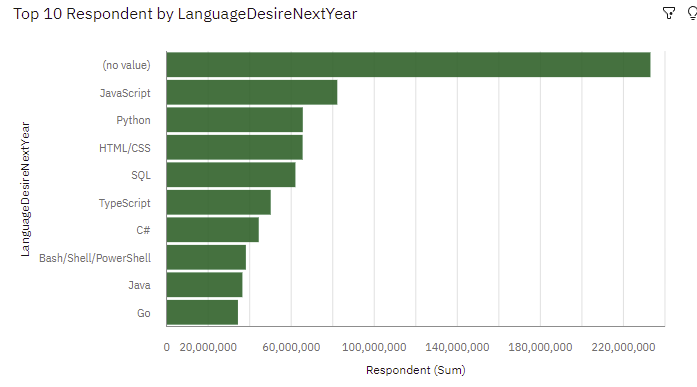 Top 10 Respondent by LanguageDesireNextYear
LanguageDesireNextYear
(no value)
JavaScript
Python
HTML/CSS
SQL
TypeScript
C#
Bash/Shell/PowerShell
Java
Go
0 20,000,000 60,000,000 100,000,000 140,000,000 180,000,000 220,000,000
Respondent (Sum)